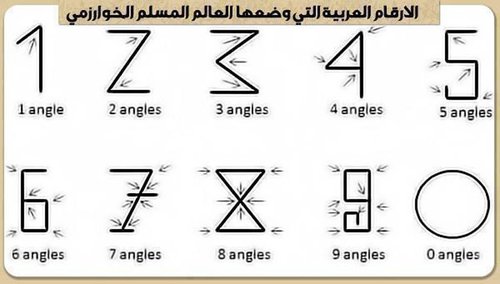 الارقام العربية التي وضعها العالم المسلم الخوارزمي
1 angle 2 angles 3 angles 4 angles 5 angles
6 angles 7 angles 8 angles 9 angles 0 angles